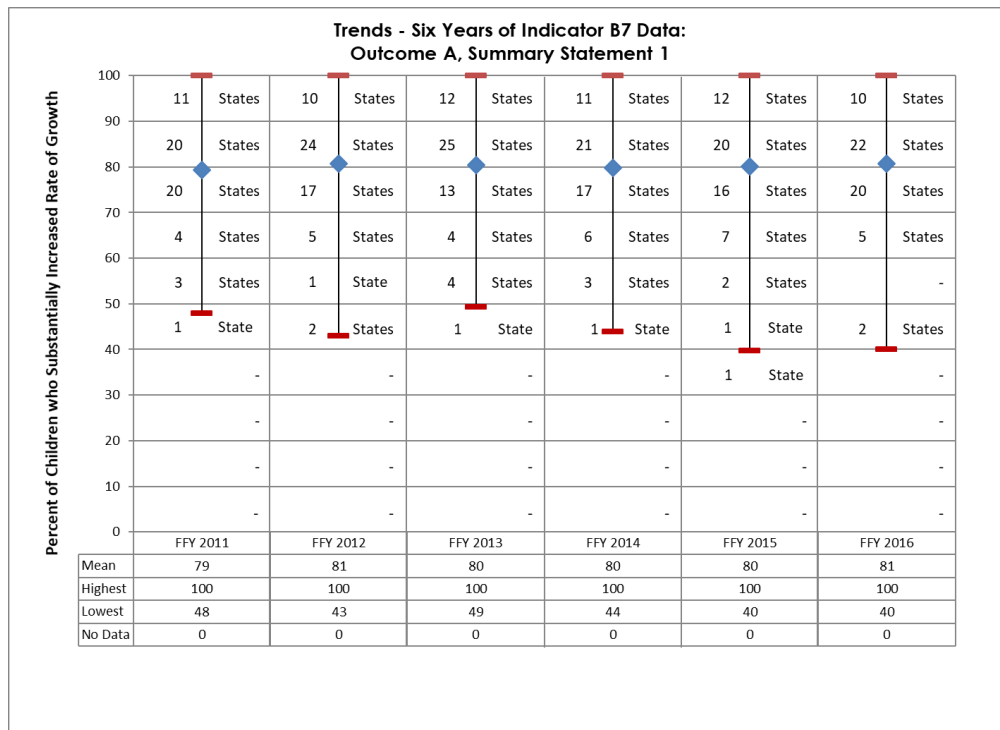 Trends - Six Years of Indicator B7 Data:
Outcome A, Summary Statement 1
Percent of Children who Substantially Increased Rate of Growth
100
11 States 10 States 12 States 11 States 12 States 10 States
90
20 States 24 States 25 States 21 States 20 States 22 States
80
20 States 17 States 13 States 17 States 16 States 20 States
70
4 States 5 States 4 States 6 States 7 States 5 States
60
3 States 1 State 4 States 3 States 2 States -
50
1 State 2 States 1 State 1 State 1 State 2 States
40
- - - - 1 State -
30
- - - - - -
20
- - - - - -
10
- - - - - -
0
FFY 2011 FFY 2012 FFY 2013 FFY 2014 FFY 2015 FFY 2016
Mean 79 81 80 80 80 81
Highest 100 100 100 100 100 100
Lowest 48 43 49 44 40 40
No Data 0 0 0 0 0 0